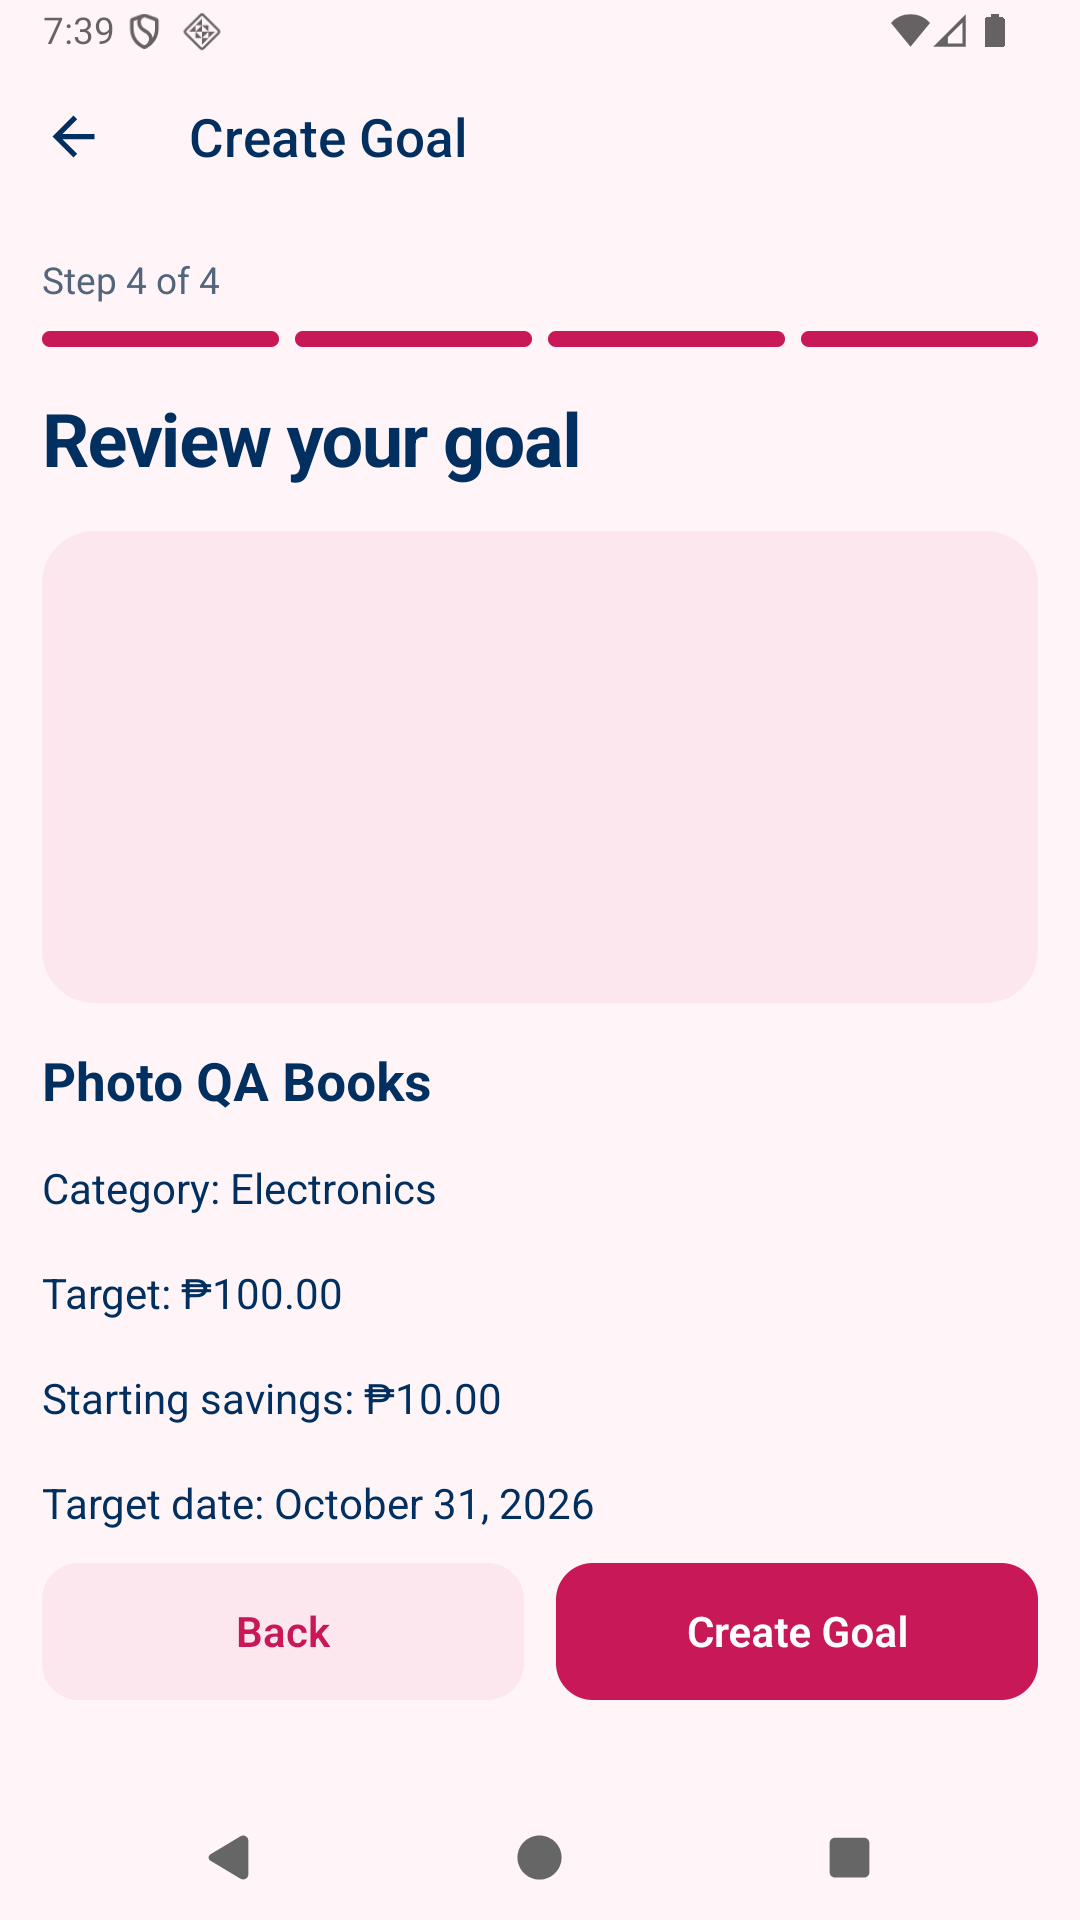 7:39
Create Goal
Step 4 of 4
Review your goal
Photo QA Books
Category: Electronics
Target: ₱100.00
Starting savings: ₱10.00
Target date: October 31, 2026
Back
Create Goal